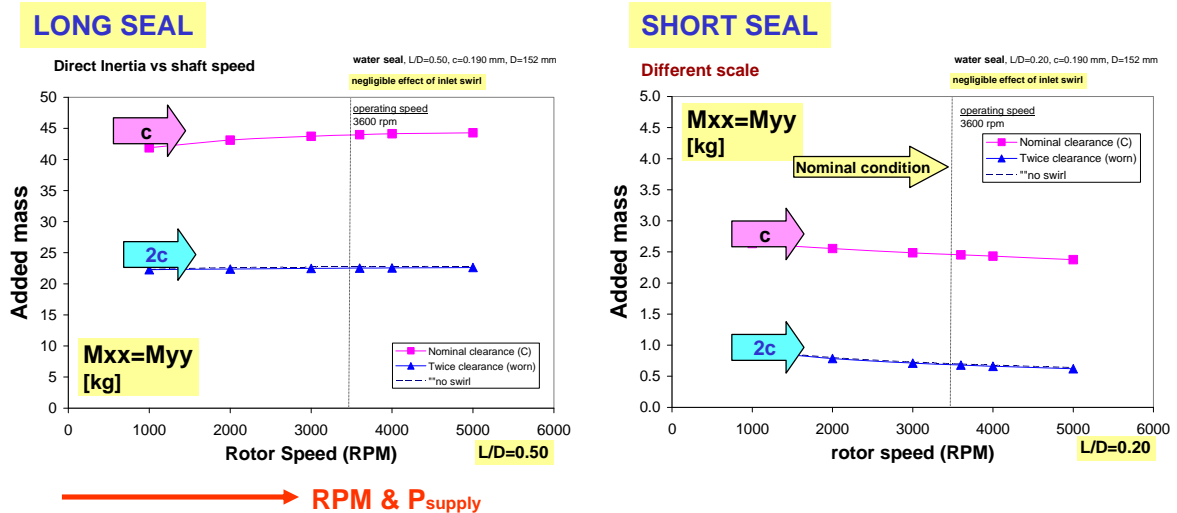 LONG SEAL
Direct Inertia vs shaft speed
water seal, L/D=0.50, c=0.190 mm, D=152 mm
negligible effect of inlet swirl
operating speed
3600 rpm
c
2c
Mxx=Myy
[kg]
Nominal clearance (C)
Twice clearance (worn)
""no swirl
Added mass
50
45
40
35
30
25
20
15
10
5
0
0 1000 2000 3000 4000 5000 6000
Rotor Speed (RPM)
L/D=0.50
RPM & Psupply
SHORT SEAL
Different scale
water seal, L/D=0.20, c=0.190 mm, D=152 mm
negligible effect of inlet swirl
operating speed
3600 rpm
Mxx=Myy
[kg]
Nominal clearance (C)
Twice clearance (worn)
""no swirl
Nominal condition
c
2c
Added mass
5.0
4.5
4.0
3.5
3.0
2.5
2.0
1.5
1.0
0.5
0.0
0 1000 2000 3000 4000 5000 6000
rotor speed (RPM)
L/D=0.20